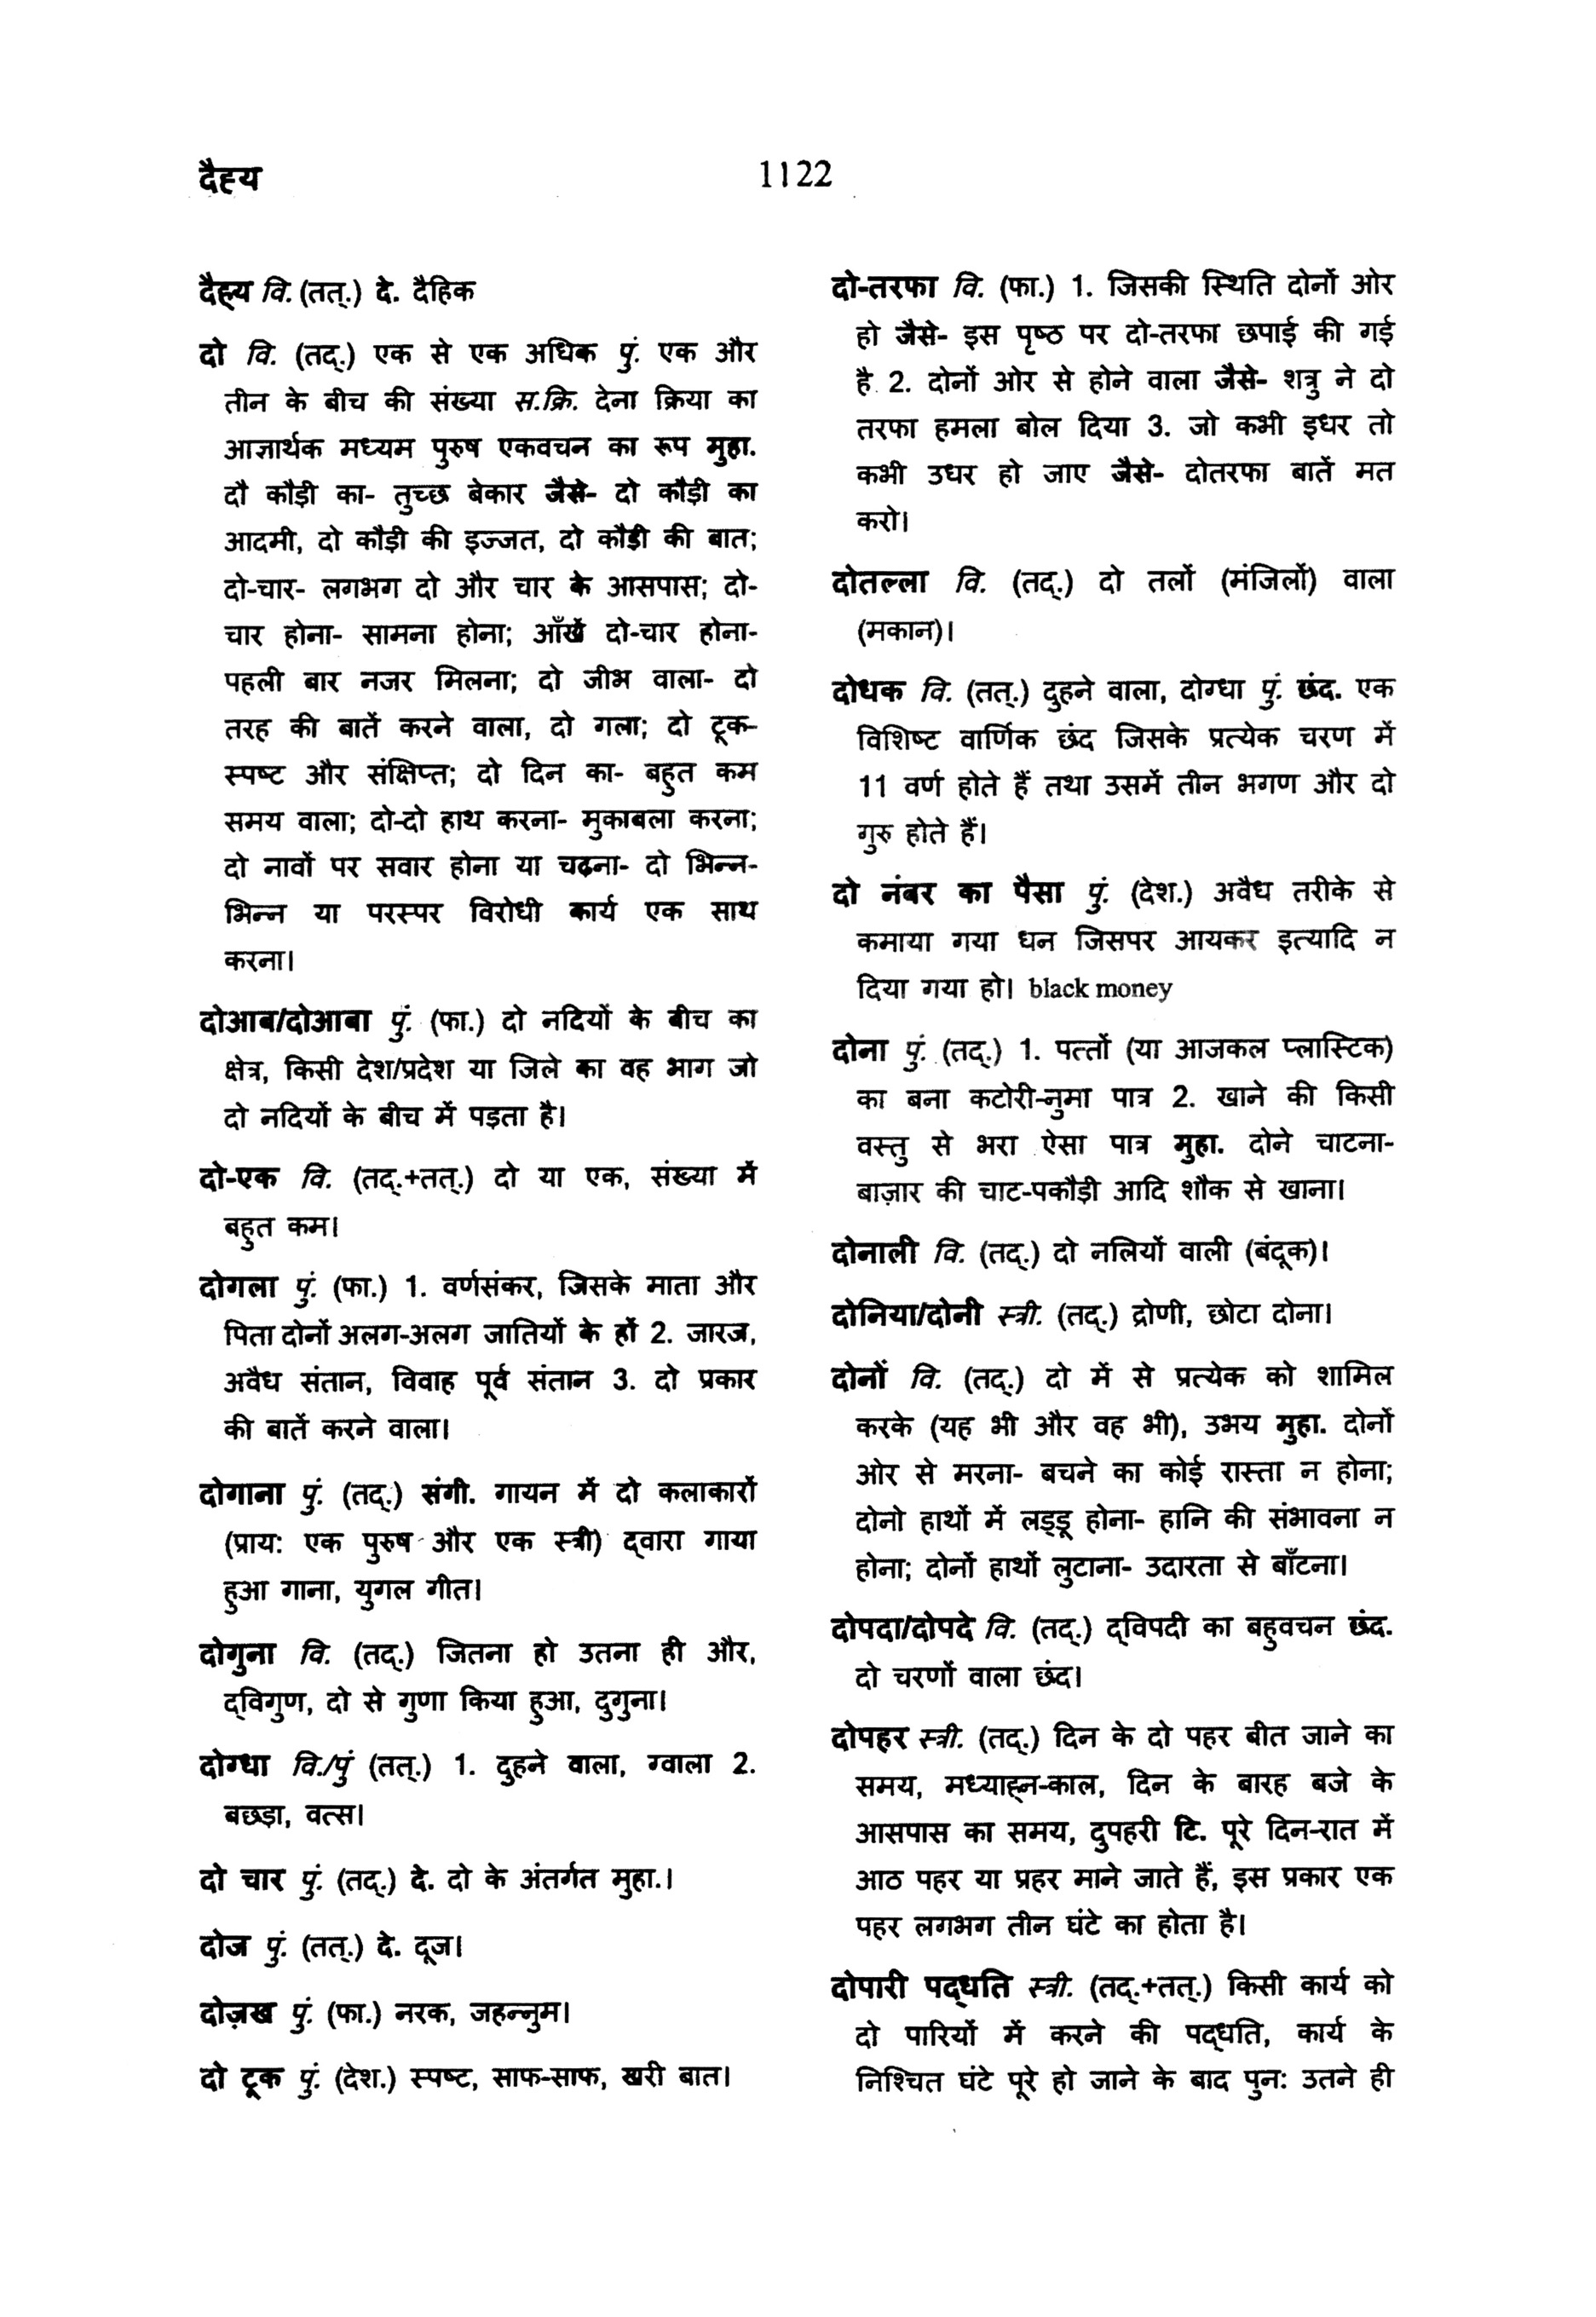 दैह्य
1122
दैह्य वि. (तत्.) दे. दैहिक
दो वि. (तद्.) एक से एक अधिक पुं. एक और
तीन के बीच की संख्या स.क्रि. देना क्रिया का
आज्ञार्थक मध्यम पुरुष एकवचन का रूप मुहा.
दौ कौड़ी का- तुच्छ बेकार जैसे- दो कौड़ी का
आदमी, दो कौड़ी की इज्जत, दो कौड़ी की बात;
दो-चार- लगभग दो और चार के आसपास; दो-
चार होना- सामना होना; आँखें दो-चार होना-
पहली बार नजर मिलना; दो जीभ वाला- दो
तरह की बातें करने वाला, दो गला; दो टूक-
स्पष्ट और संक्षिप्त; दो दिन का- बहुत कम
समय वाला; दो-दो हाथ करना- मुकाबला करना;
दो नावों पर सवार होना या चढ़ना- दो भिन्न-
भिन्न या परस्पर विरोधी कार्य एक साथ
करना।
दोआब/दोआबा पुं. (फा.) दो नदियों के बीच का
क्षेत्र, किसी देश/प्रदेश या जिले का वह भाग जो
दो नदियों के बीच में पड़ता है।
दो-एक वि. (तद्.+तत्.) दो या एक, संख्या में
बहुत कम।
दोगला पुं. (फा.) 1. वर्णसंकर, जिसके माता और
पिता दोनों अलग-अलग जातियों के हों 2. जारज,
अवैध संतान, विवाह पूर्व संतान 3. दो प्रकार
की बातें करने वाला।
दोगाना पुं. (तद्.) संगी. गायन में दो कलाकारों
(प्राय: एक पुरुष और एक स्त्री) द्‌वारा गाया
हुआ गाना, युगल गीत।
दोगुना वि. (तद्.) जितना हो उतना ही और,
द्‌विगुण, दो से गुणा किया हुआ, दुगुना।
दोग्धा वि./पुं (तत्.) 1. दुहने वाला, ग्वाला 2.
बछड़ा, वत्स।
दो चार पुं. (तद्.) दे. दो के अंतर्गत मुहा.।
दोज पुं. (तत्.) दे. दूज।
दोज़ख पुं. (फा.) नरक, जहन्नुम।
दो टूक पुं. (देश.) स्पष्ट, साफ-साफ, खरी बात।
दो-तरफा वि. (फा.) 1. जिसकी स्थिति दोनों ओर
हो जैसे- इस पृष्ठ पर दो-तरफा छपाई की गई
है 2. दोनों ओर से होने वाला जैसे- शत्रु ने दो
तरफा हमला बोल दिया 3. जो कभी इधर तो
कभी उधर हो जाए जैसे- दोतरफा बातें मत
करो।
दोतल्ला वि. (तद्.) दो तलों (मंजिलों) वाला
(मकान)।
दोधक वि. (तत्.) दुहने वाला, दोग्धा पुं. छंद. एक
विशिष्ट वार्णिक छंद जिसके प्रत्येक चरण में
11 वर्ण होते हैं तथा उसमें तीन भगण और दो
गुरु होते हैं।
दो नंबर का पैसा पुं. (देश.) अवैध तरीके से
कमाया गया धन जिसपर आयकर इत्यादि न
दिया गया हो। black money
दोना पुं. (तद्.) 1. पत्तों (या आजकल प्लास्टिक)
का बना कटोरी-नुमा पात्र 2. खाने की किसी
वस्तु से भरा ऐसा पात्र मुहा. दोने चाटना-
बाज़ार की चाट-पकौड़ी आदि शौक से खाना।
दोनाली वि. (तद्.) दो नलियों वाली (बंदूक)।
दोनिया/दोनी स्त्री. (तद्.) द्रोणी, छोटा दोना।
दोनों वि. (तद्.) दो में से प्रत्येक को शामिल
करके (यह भी और वह भी), उभय मुहा. दोनों
ओर से मरना- बचने का कोई रास्ता न होना;
दोनो हाथों में लड्डू होना- हानि की संभावना न
होना; दोनों हाथों लुटाना- उदारता से बाँटना।
दोपदा/दोपदे वि. (तद्.) द्‌विपदी का बहुवचन छंद.
दो चरणों वाला छंद।
दोपहर स्त्री. (तद्.) दिन के दो पहर बीत जाने का
समय, मध्याह्न-काल, दिन के बारह बजे के
आसपास का समय, दुपहरी टि. पूरे दिन-रात में
आठ पहर या प्रहर माने जाते हैं, इस प्रकार एक
पहर लगभग तीन घंटे का होता है।
दोपारी पद्‌धति स्त्री. (तद्.+तत्.) किसी कार्य को
दो पारियों में करने की पद्‌धति, कार्य के
निश्चित घंटे पूरे हो जाने के बाद पुन: उतने ही